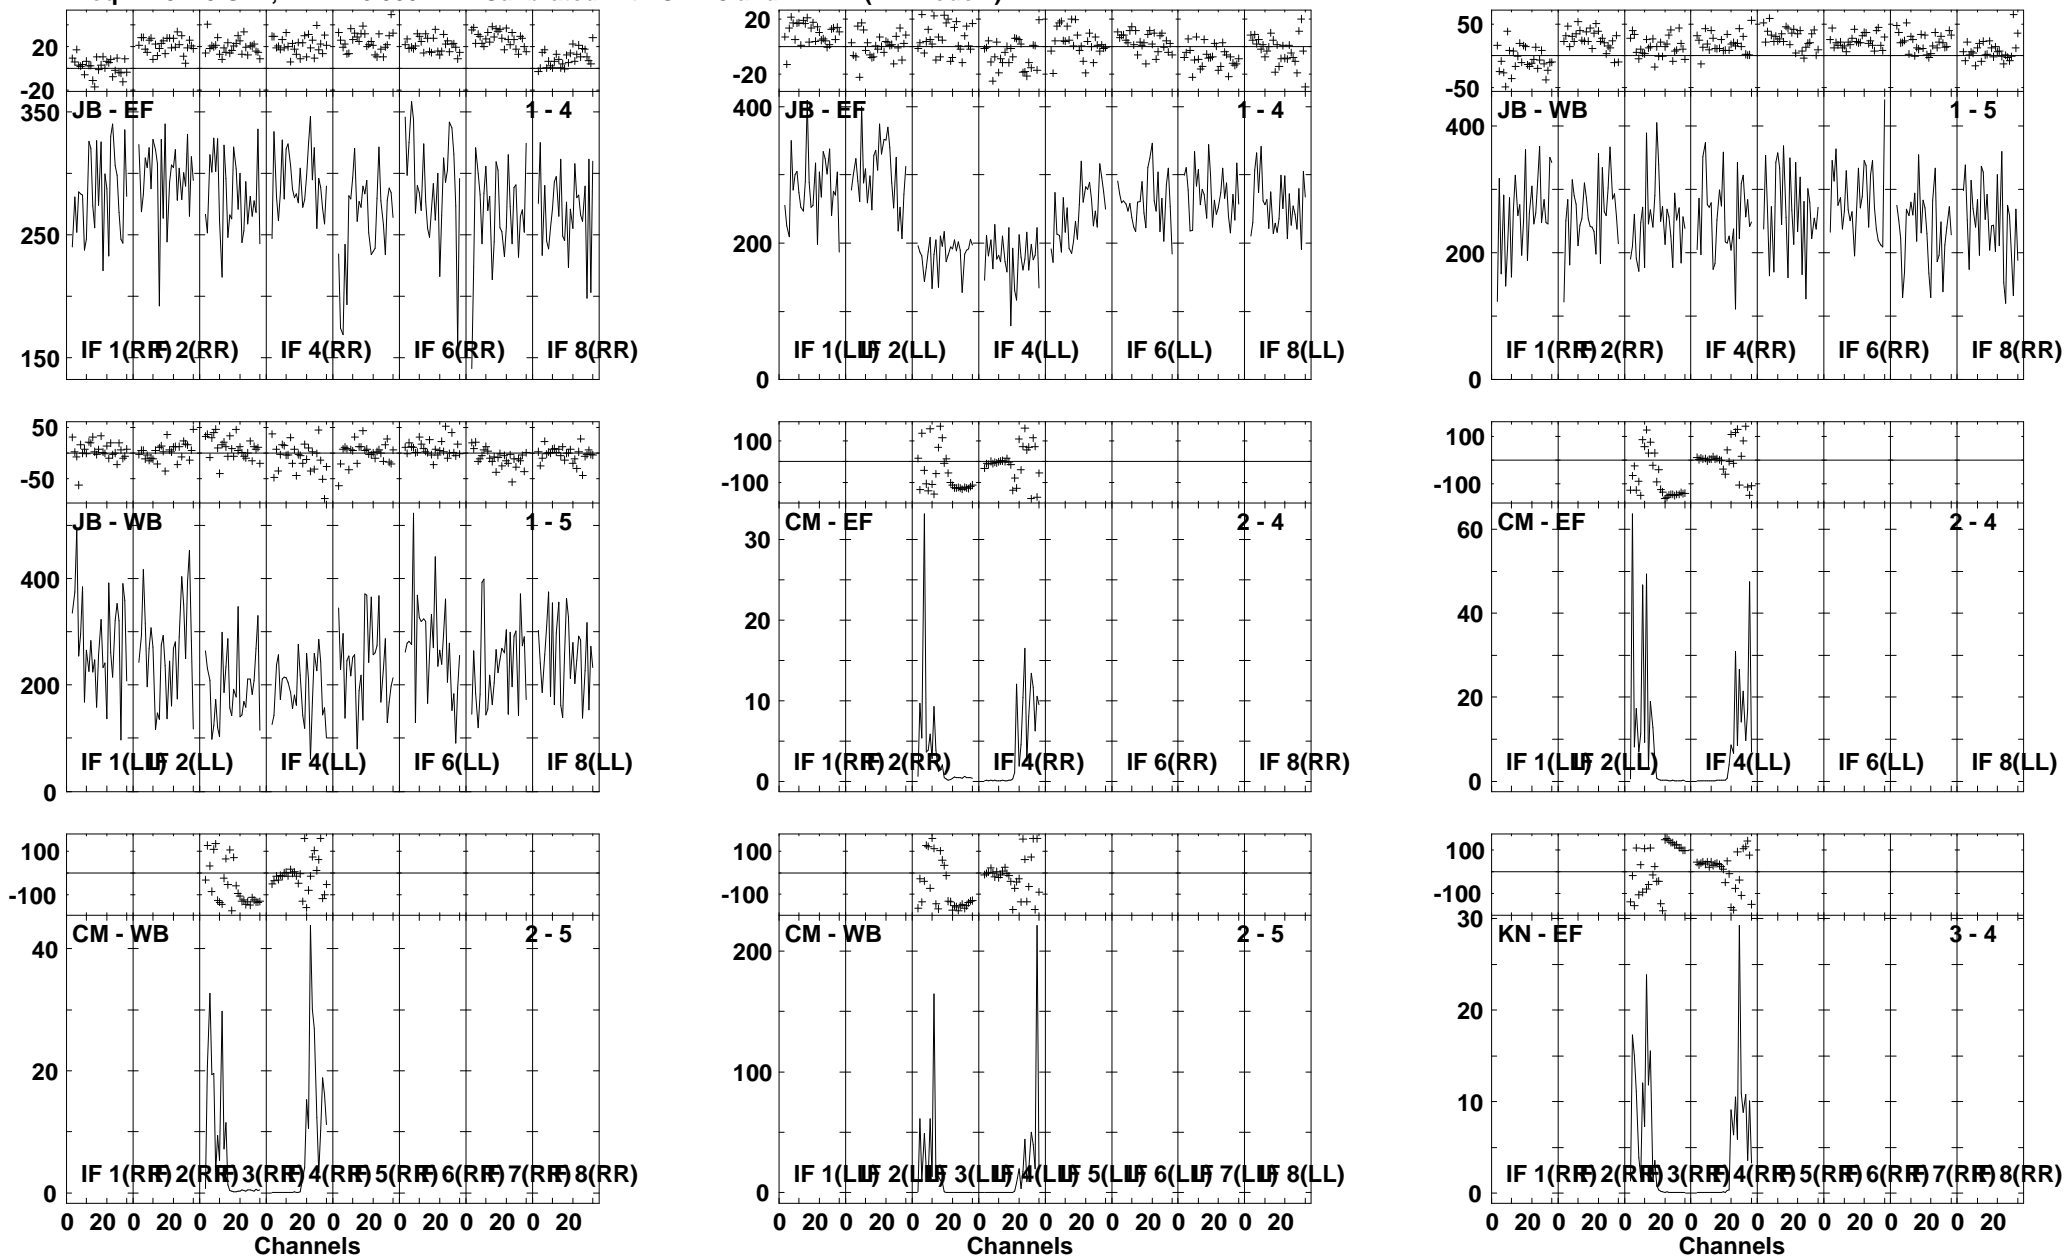 20
-20
350
JB - EF
1 - 4
250
150
IF 1(RR)
IF 2(RR)
IF 4(RR)
IF 6(RR)
IF 8(RR)
20
-20
400
JB - EF
1 - 4
200
0
IF 1(LL)
IF 2(LL)
IF 4(LL)
IF 6(LL)
IF 8(LL)
50
-50
400
JB - WB
1 - 5
200
0
IF 1(RR)
IF 2(RR)
IF 4(RR)
IF 6(RR)
IF 8(RR)
50
-50
JB - WB
1 - 5
400
200
0
IF 1(LL)
IF 2(LL)
IF 4(LL)
IF 6(LL)
IF 8(LL)
100
-100
CM - EF
2 - 4
30
20
10
0
IF 1(RR)
IF 2(RR)
IF 4(RR)
IF 6(RR)
IF 8(RR)
100
-100
CM - EF
2 - 4
60
40
20
0
IF 1(LL)
IF 2(LL)
IF 4(LL)
IF 6(LL)
IF 8(LL)
100
-100
CM - WB
2 - 5
40
20
0
IF 1(RR)
IF 2(RR)
IF 3(RR)
IF 4(RR)
IF 5(RR)
IF 6(RR)
IF 7(RR)
IF 8(RR)
0 20 0 20 0 20 0 20 0 20 0 20 0 20 0 20
Channels
100
-100
CM - WB
2 - 5
200
100
0
IF 1(LL)
IF 2(LL)
IF 3(LL)
IF 4(LL)
IF 5(LL)
IF 6(LL)
IF 7(LL)
IF 8(LL)
0 20 0 20 0 20 0 20 0 20 0 20 0 20 0 20
Channels
100
-100
30
KN - EF
3 - 4
20
10
0
IF 1(RR)
IF 2(RR)
IF 3(RR)
IF 4(RR)
IF 5(RR)
IF 6(RR)
IF 7(RR)
IF 8(RR)
0 20 0 20 0 20 0 20 0 20 0 20 0 20 0 20
Channels